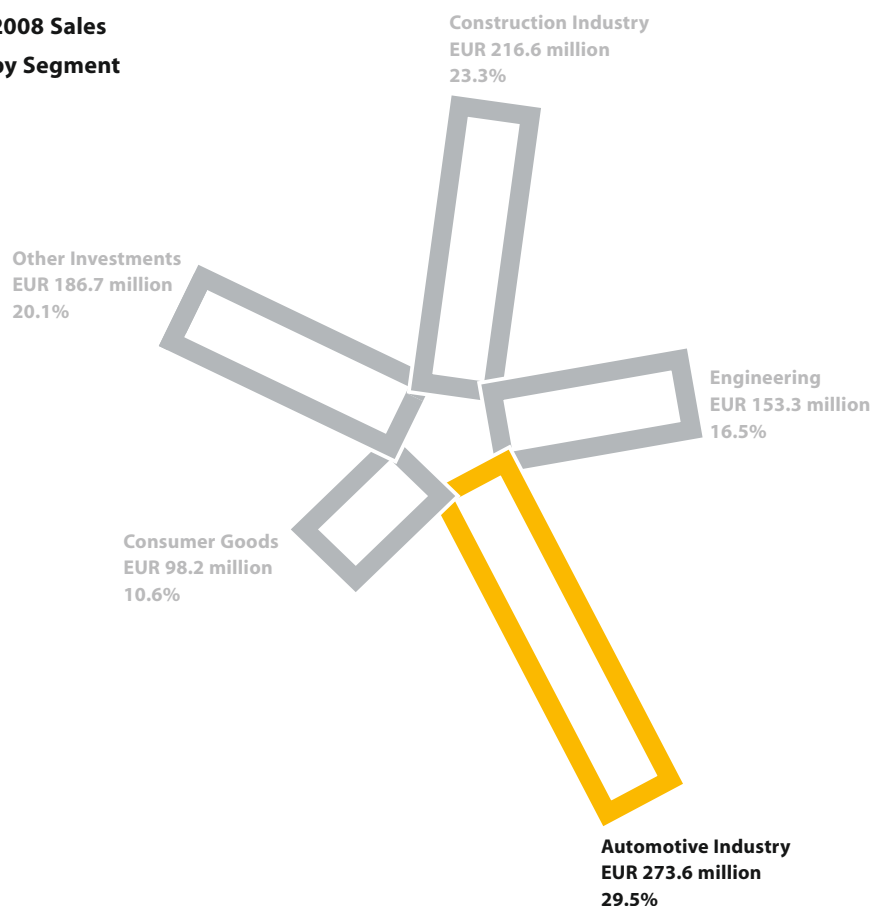 2008 Sales
by Segment
Construction Industry
EUR 216.6 million
23.3%
Other Investments
EUR 186.7 million
20.1%
Engineering
EUR 153.3 million
16.5%
Consumer Goods
EUR 98.2 million
10.6%
Automotive Industry
EUR 273.6 million
29.5%